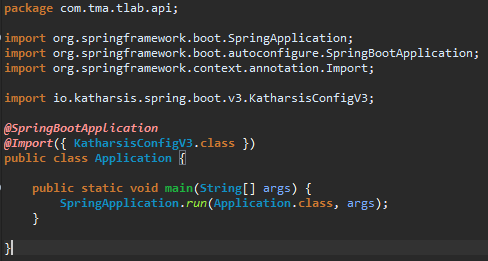 package com.tma.tlab.api;
import org.springframework.boot.SpringApplication;
import org.springframework.boot.autoconfigure.SpringBootApplication;
import org.springframework.context.annotation.Import;
import io.katharsis.spring.boot.v3.KatharsisConfigV3;
@SpringBootApplication
@Import({ KatharsisConfigV3.class })
public class Application {
public static void main(String[] args) {
SpringApplication.run(Application.class, args);
}
}